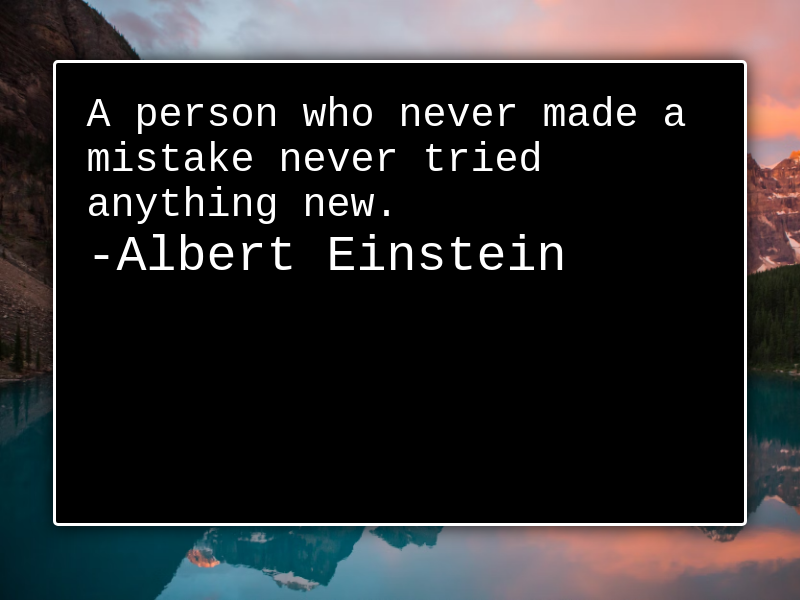 A person who never made a
mistake never tried
anything new.
-Albert Einstein